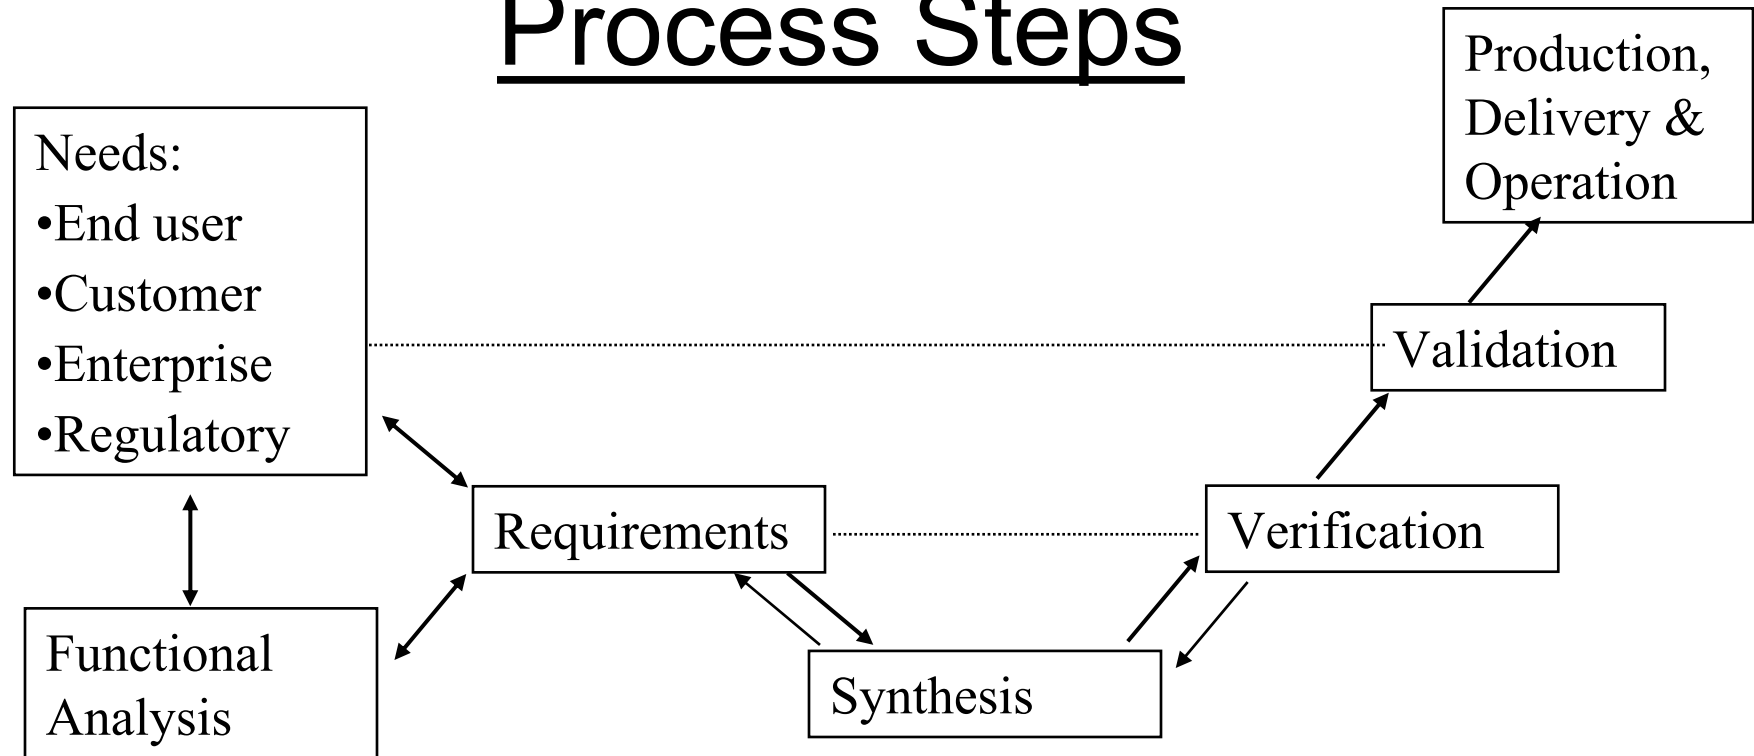 Process Steps
Needs:
•End user
•Customer
•Enterprise
•Regulatory
Production,
Delivery &
Operation
Validation
Requirements
Verification
Functional
Analysis
Synthesis